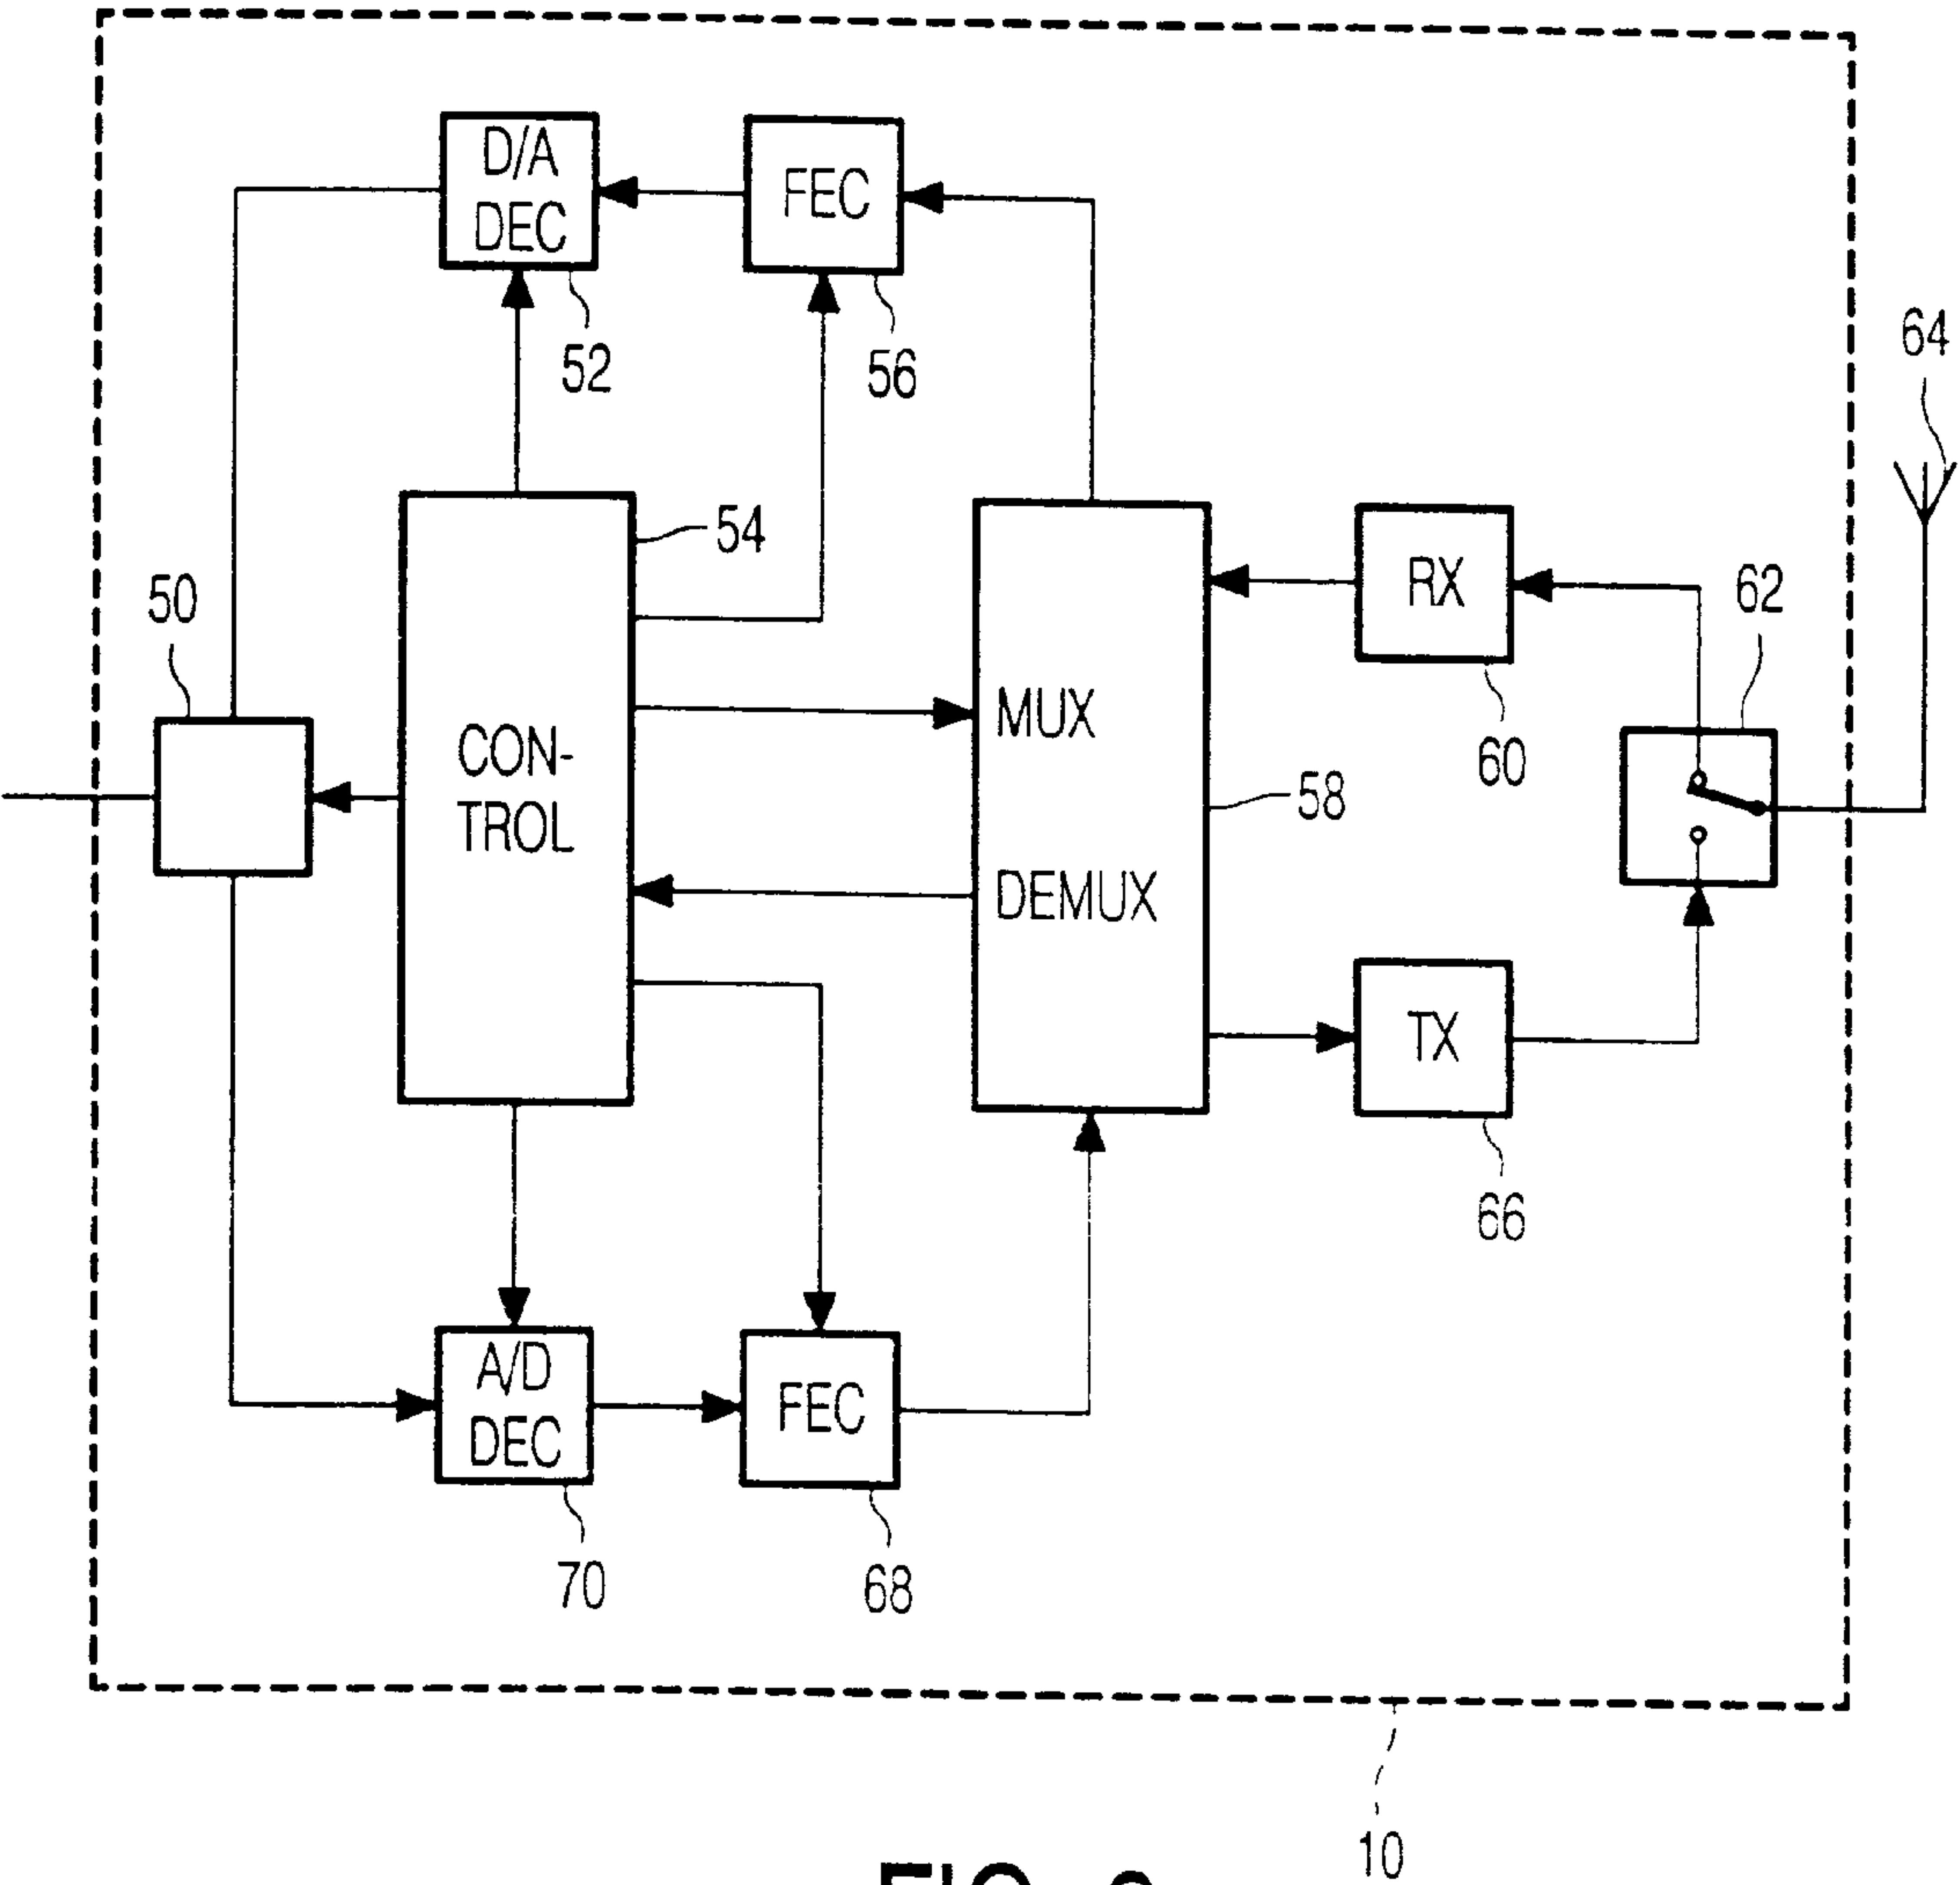 D/A
DEC
52
FEC
56
64
54
50
CON-
TROL
MUX
DEMUX
58
RX
60
62
TX
66
A/D
DEC
70
FEC
68
10